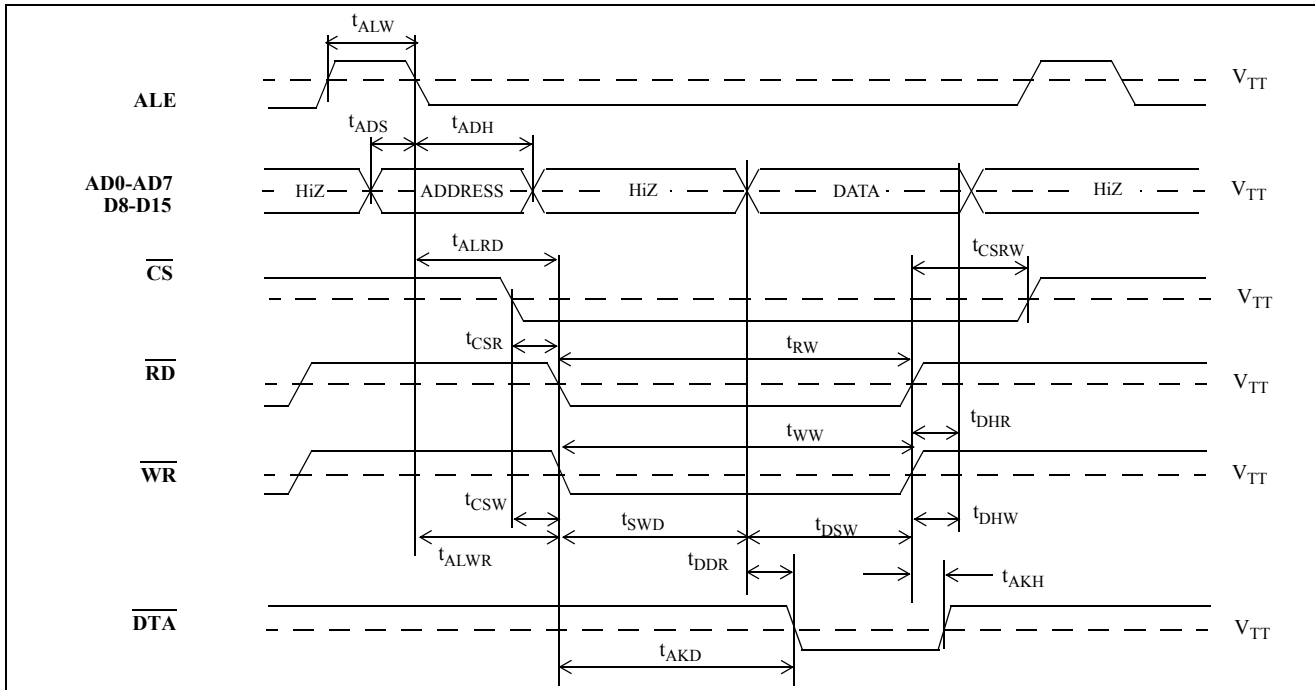 tALW
ALE
VTT
tADS
tADH
AD0-AD7
D8-D15
HiZ
ADDRESS
HiZ
DATA
HiZ
VTT
tALRD
tCSRW
CS
VTT
tCSR
tRW
RD
VTT
tDHR
tWW
WR
VTT
tCSW
tSWD
tDSW
tDHW
tALWR
tDDR
tAKH
DTA
VTT
tAKD